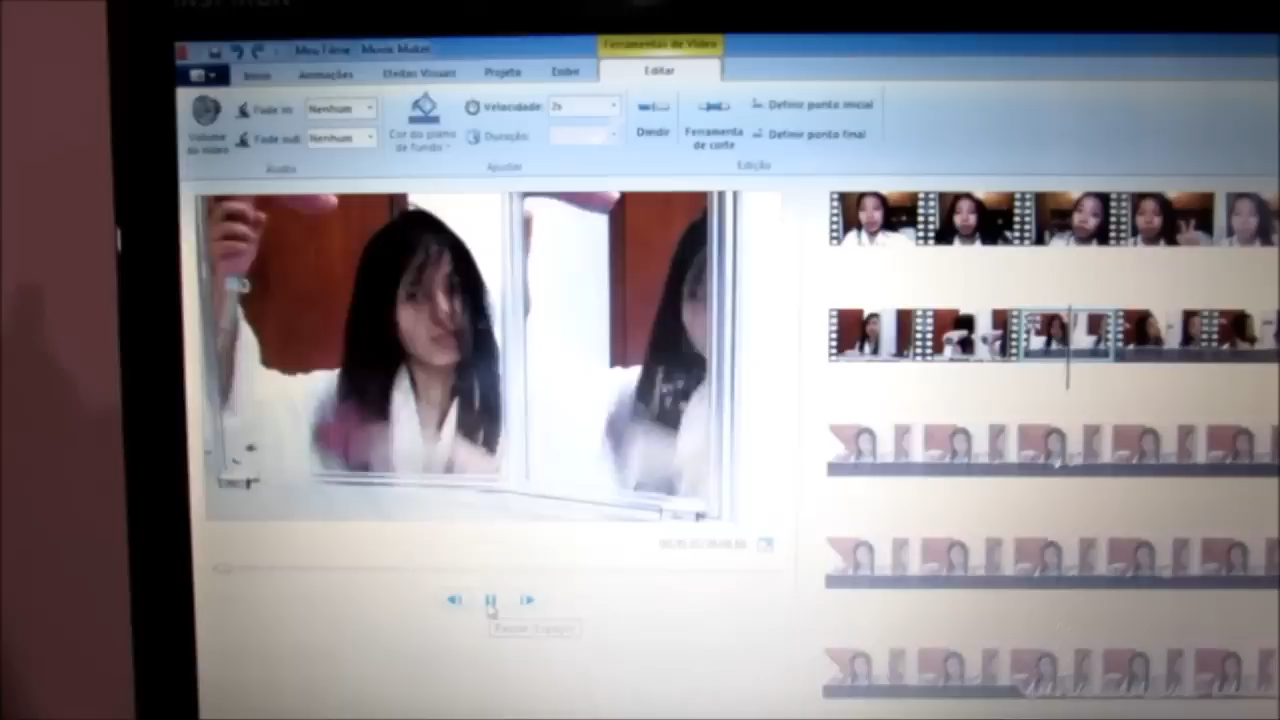 INSPIRON
Meu Filme - Movie Maker
Ferramentas de Vídeo
Início Animações Efeitos Visuais Projeto Exibir Editar
Volume do vídeo
Fade in: Nenhum
Fade out: Nenhum
Áudio
Cor do plano de fundo
Velocidade: 2x
Duração:
Ajustar
Dividir
Ferramenta de corte
Definir ponto inicial
Definir ponto final
Edição